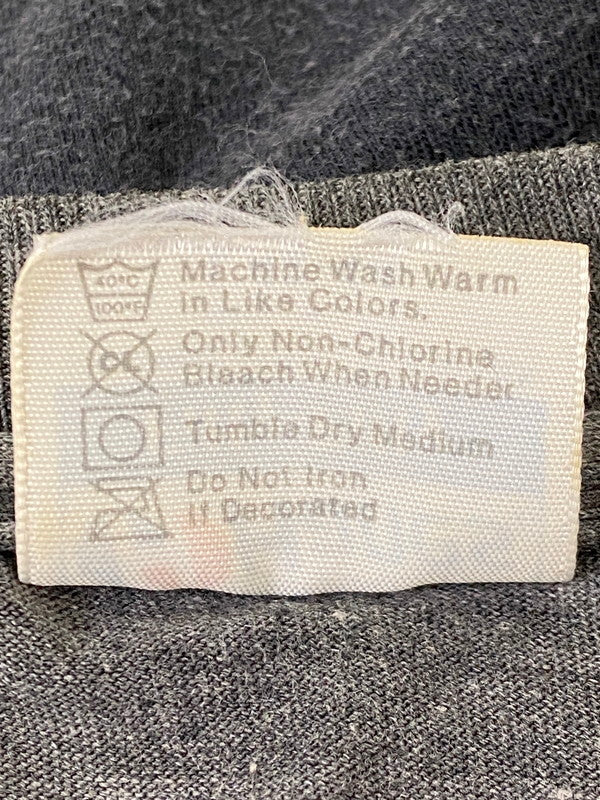 40°C Machine Wash Warm
100°F in Like Colors.
CL Only Non-Chlorine
Bleach When Needed
Tumble Dry Medium
Do Not Iron
If Decorated